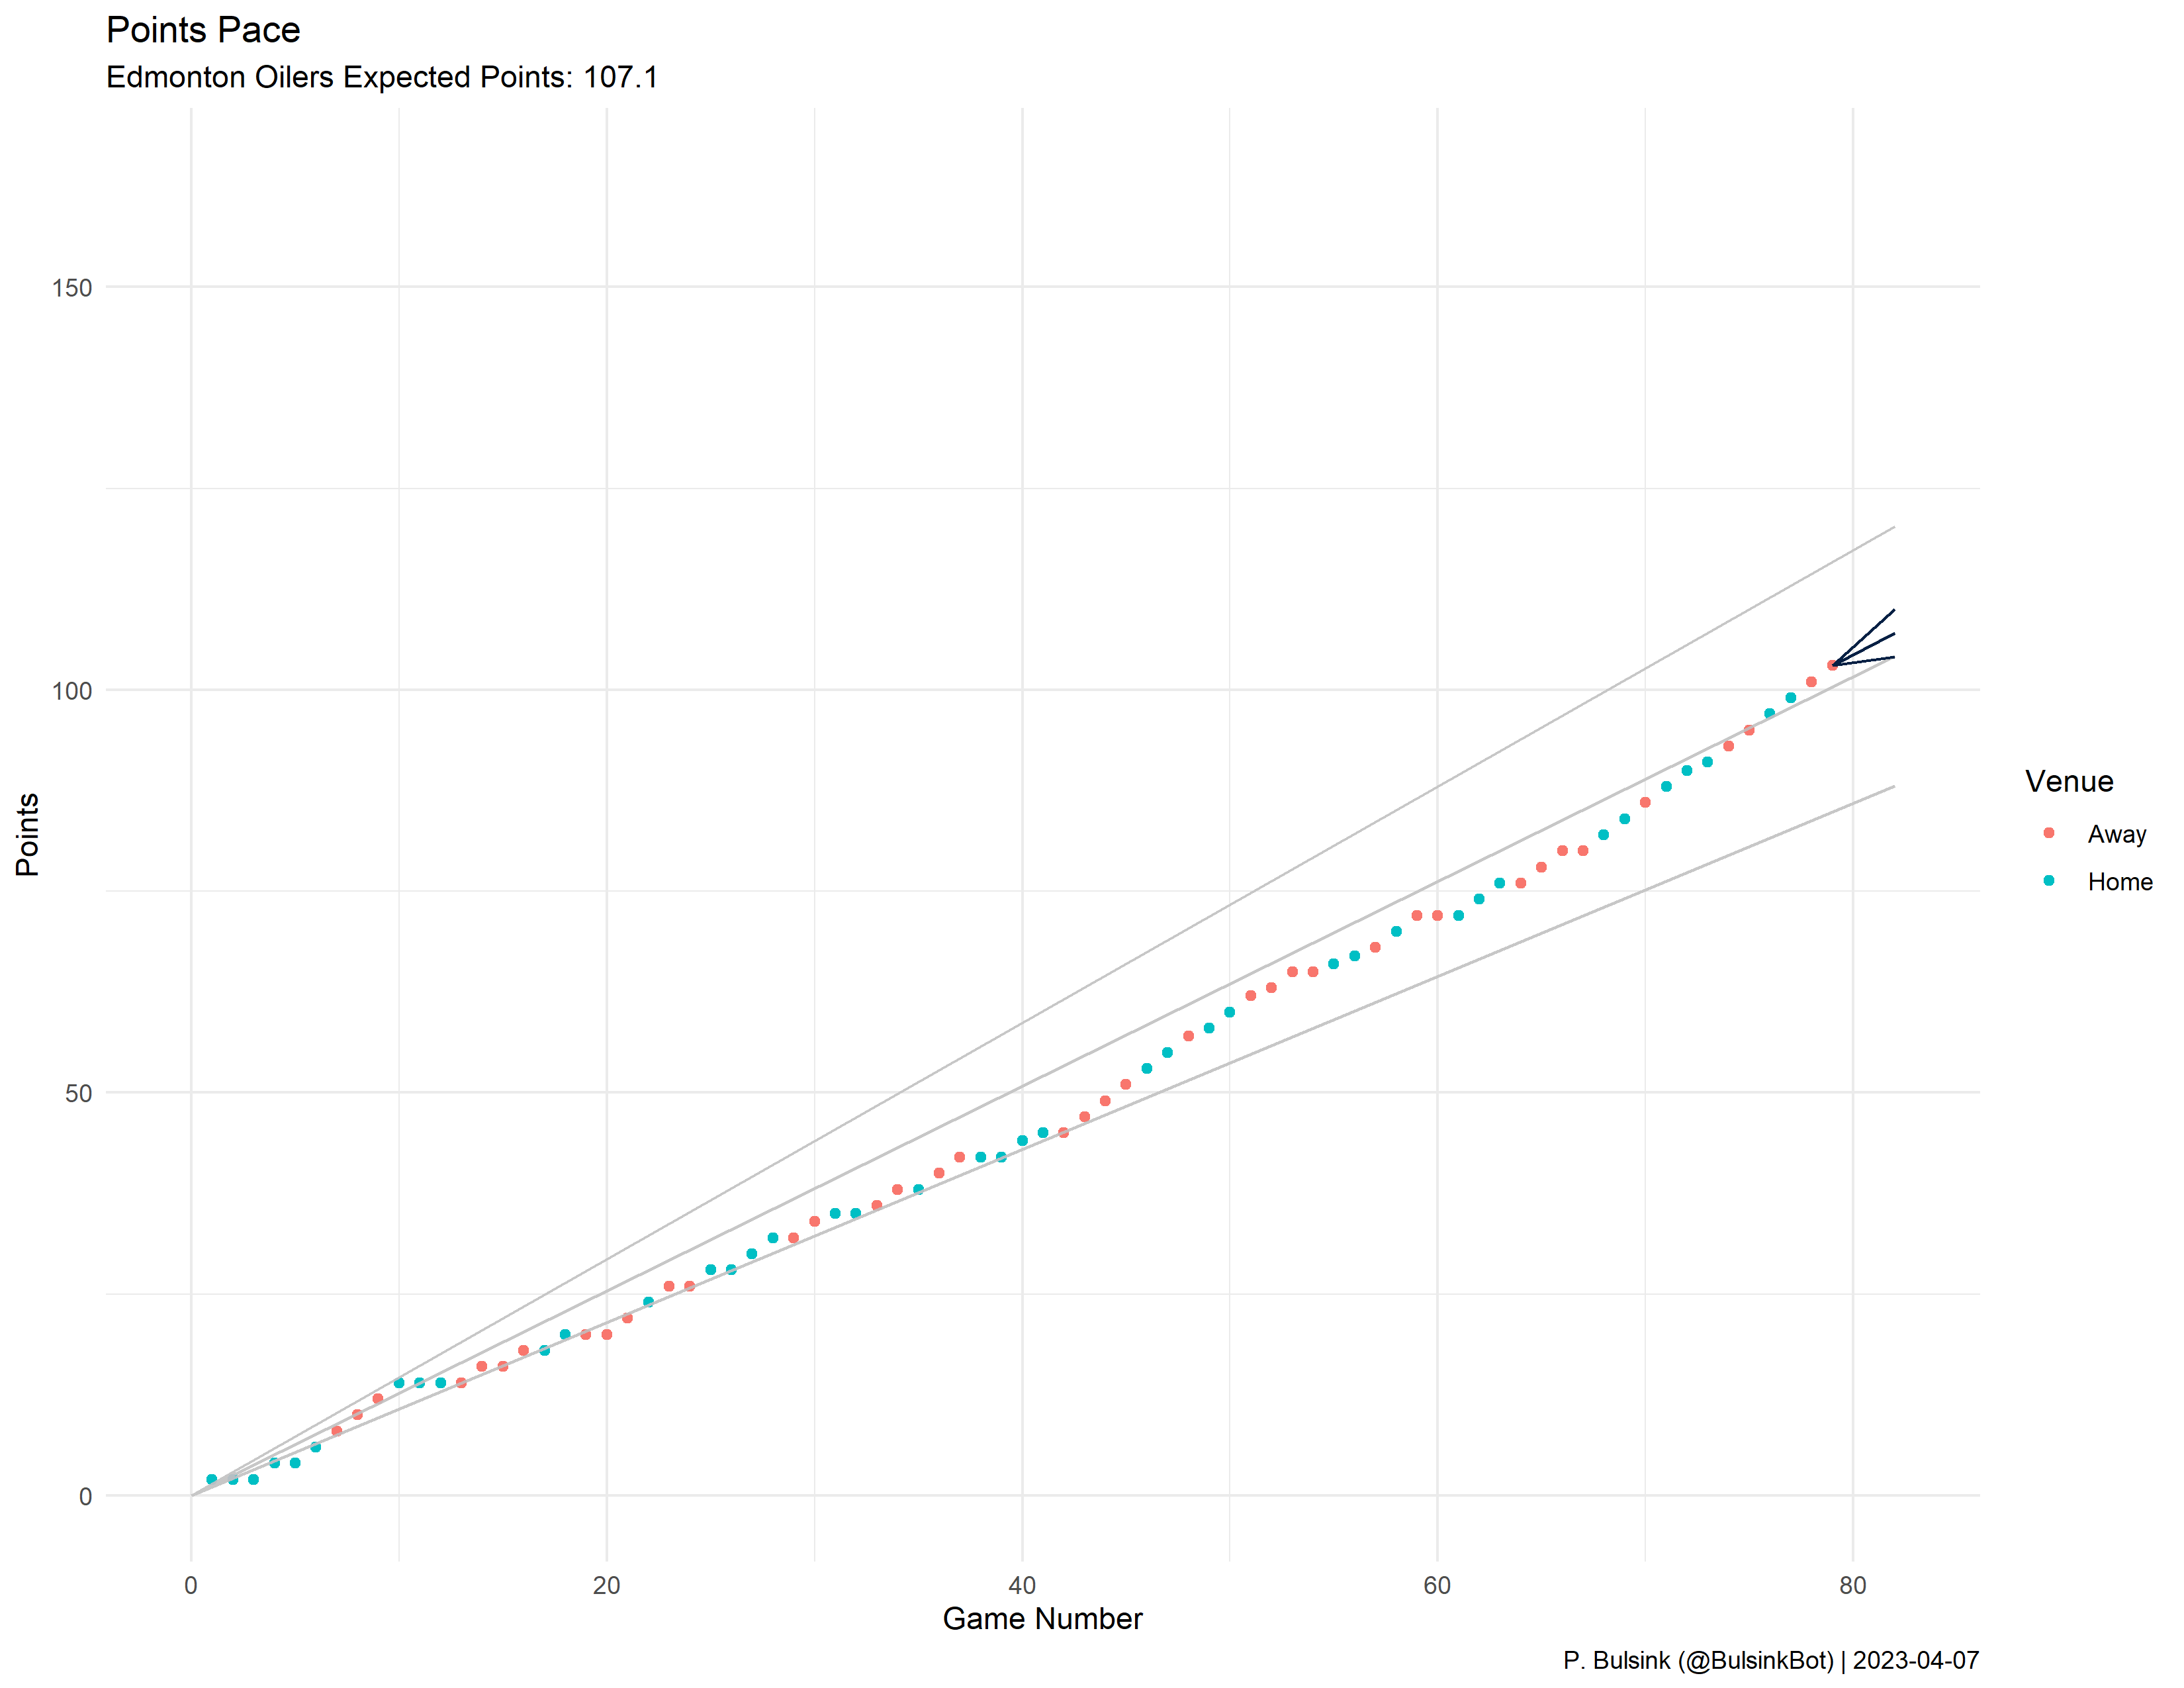 Points Pace
Edmonton Oilers Expected Points: 107.1
150
100
50
0
Points
0 20 40 60 80
Game Number
Venue
Away
Home
P. Bulsink (@BulsinkBot) | 2023-04-07